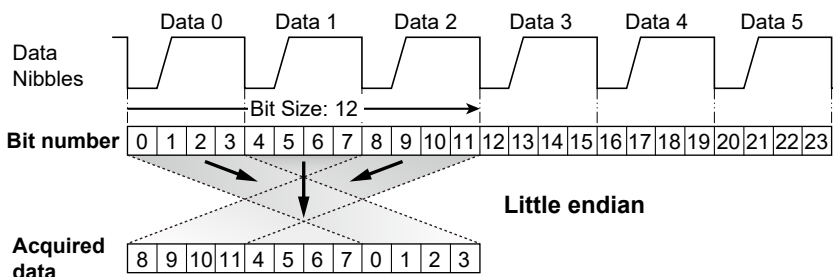 Data 0 Data 1 Data 2 Data 3 Data 4 Data 5
Data
Nibbles
Bit Size: 12
Bit number 0 1 2 3 4 5 6 7 8 9 10 11 12 13 14 15 16 17 18 19 20 21 22 23
Little endian
Acquired
data
8 9 10 11 4 5 6 7 0 1 2 3